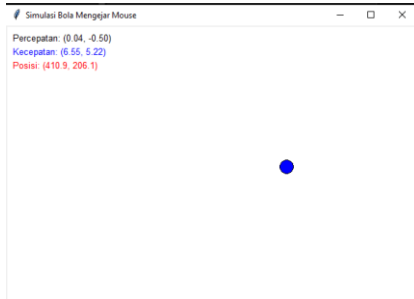 Simulasi Bola Mengejar Mouse
Percepatan: (0.04, -0.50)
Kecepatan: (6.55, 5.22)
Posisi: (410.9, 206.1)